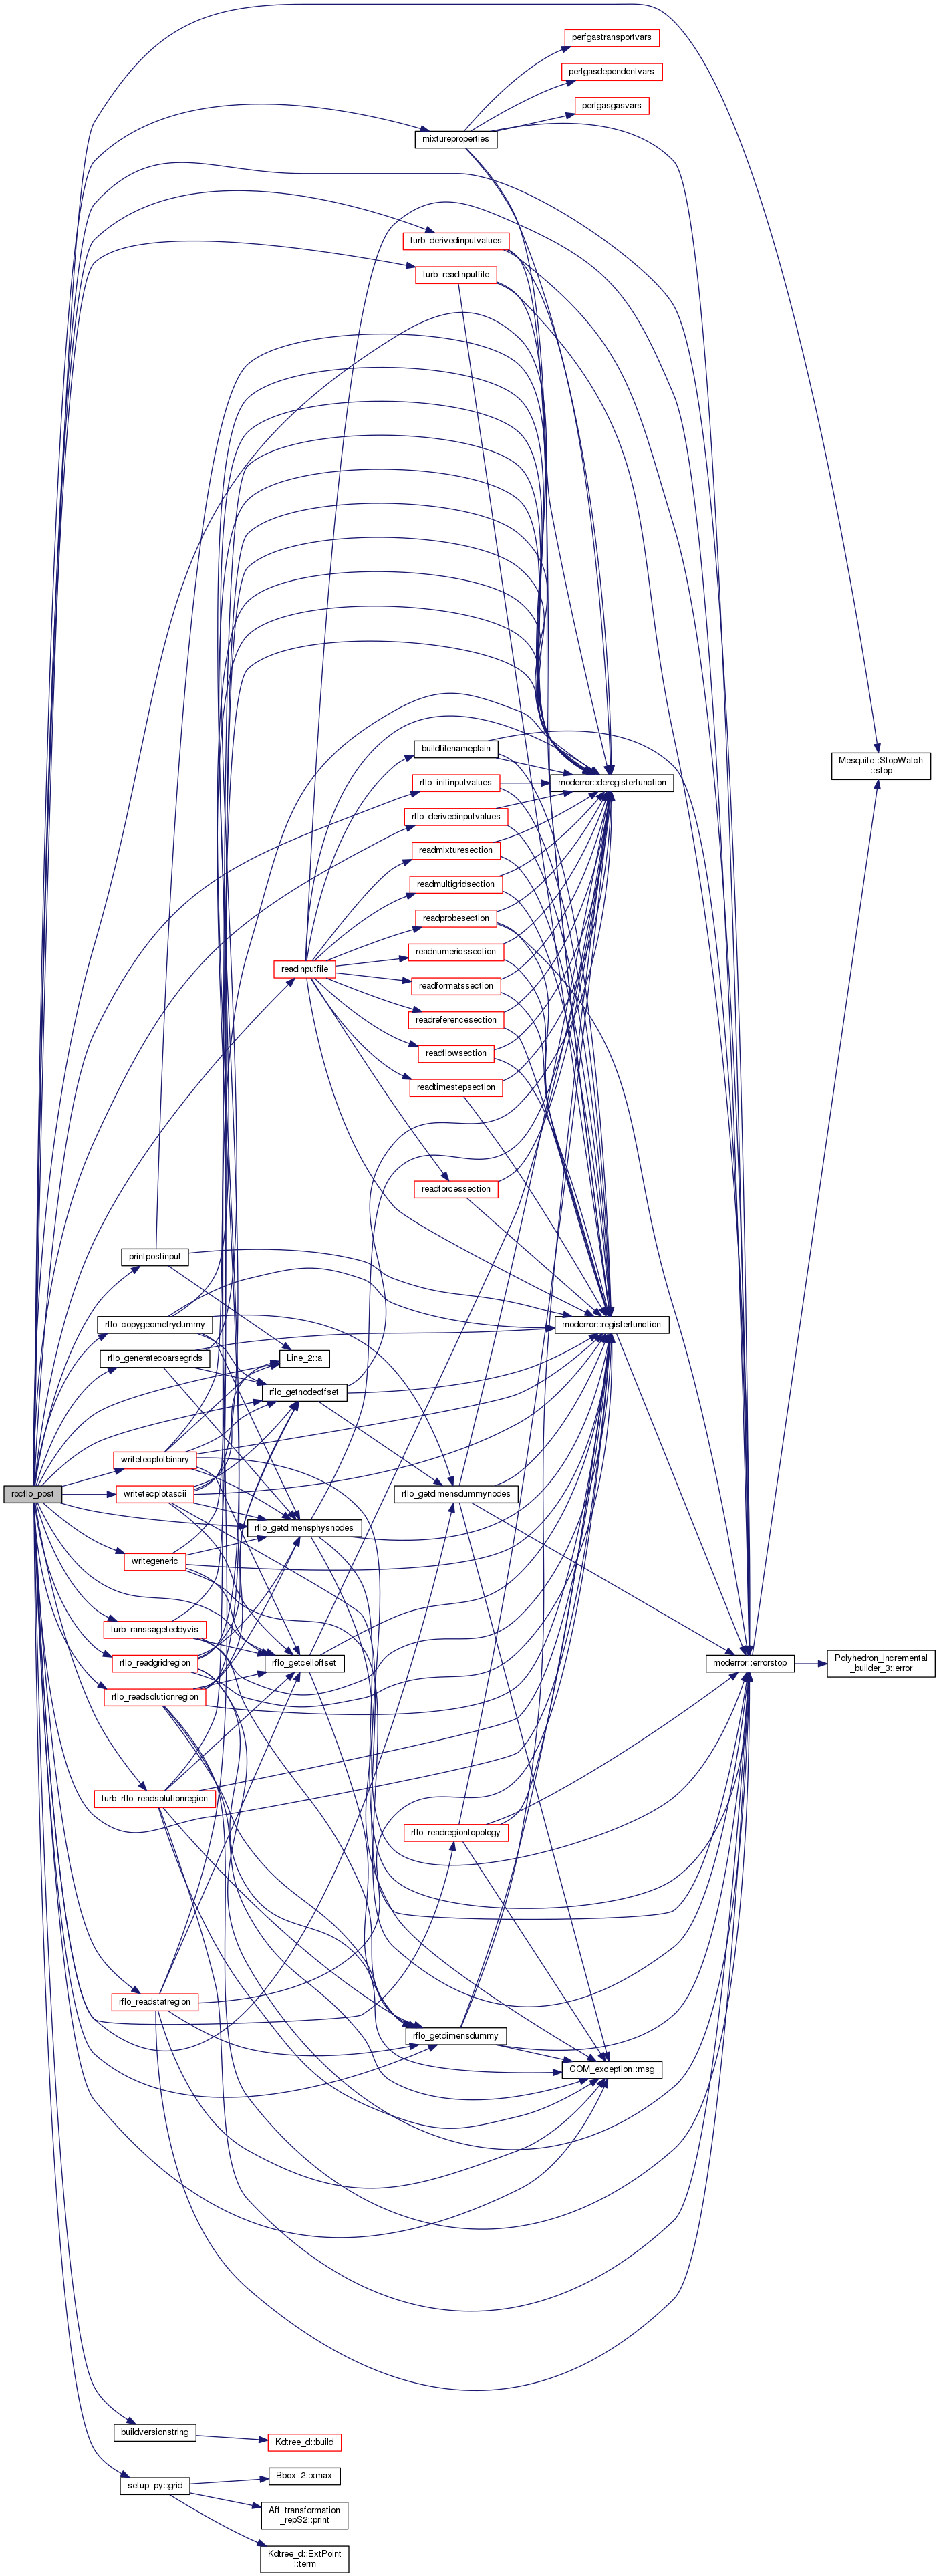 perfgastransportvars
perfgasdependentvars
perfgasgasvars
mixtureproperties
turb_derivedinputvalues
turb_readinputfile
buildfilenameplain
Mesquite::StopWatch
::stop
rflo_initinputvalues
moderror::deregisterfunction
rflo_derivedinputvalues
readmixturesection
readmultigridsection
readprobesection
readnumericssection
readinputfile
readformatssection
readreferencesection
readflowsection
readtimestepsection
readforcessection
printpostinput
rflo_copygeometrydummy
moderror::registerfunction
rflo_generatecoarsegrids
Line_2::a
rflo_getnodeoffset
writetecplotbinary
rocflo_post
writetecplotascii
rflo_getdimensdummynodes
rflo_getdimensphysnodes
writegeneric
turb_ranssageteddyvis
rflo_readgridregion
rflo_getcelloffset
moderror::errorstop
Polyhedron_incremental
_builder_3::error
rflo_readsolutionregion
turb_rflo_readsolutionregion
rflo_readregiontopology
rflo_readstatregion
rflo_getdimensdummy
COM_exception::msg
buildversionstring
Kdtree_d::build
setup_py::grid
Bbox_2::xmax
Aff_transformation
_repS2::print
Kdtree_d::ExtPoint
::term